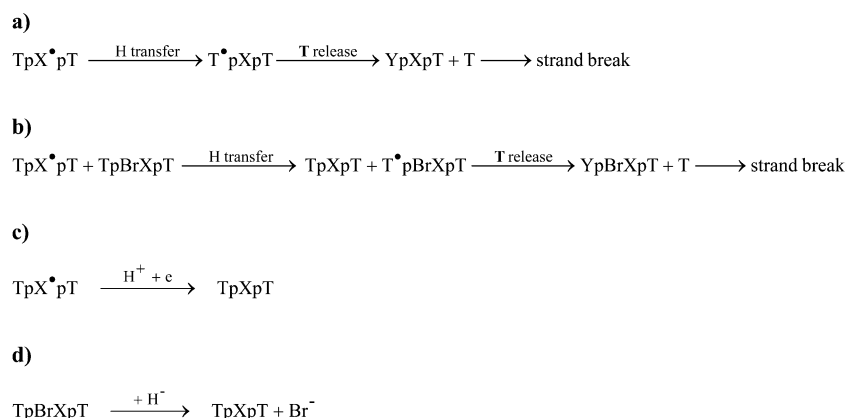 a)
TpX•pT H transfer T•pXpT T release YpXpT + T strand break
b)
TpX•pT + TpBrXpT H transfer TpXpT + T•pBrXpT T release YpBrXpT + T strand break
c)
TpX•pT H+ + e TpXpT
d)
TpBrXpT + H- TpXpT + Br-